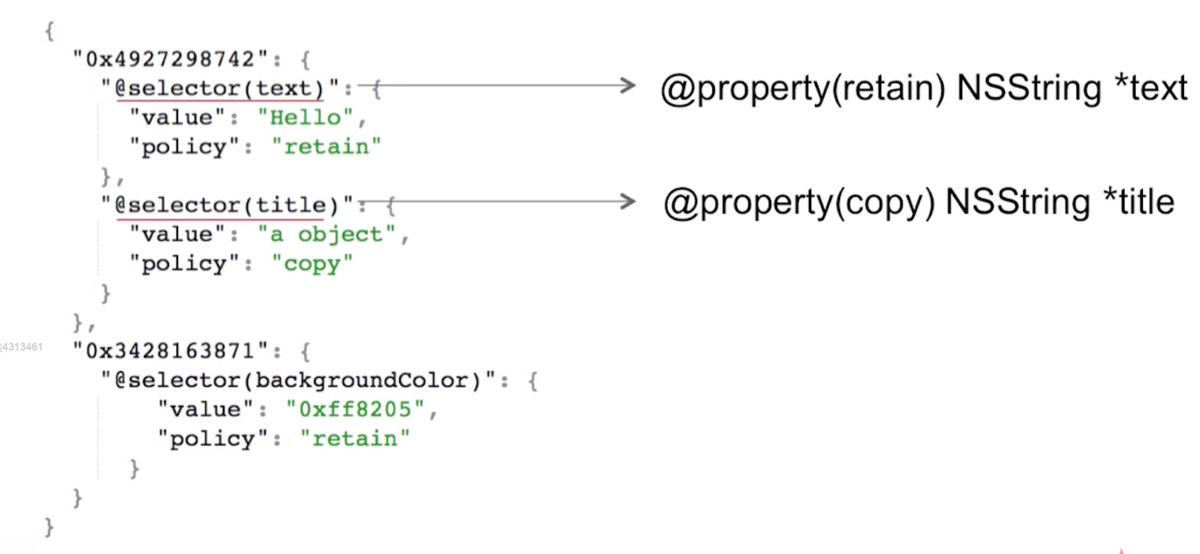 {
"0x4927298742": {
"@selector(text)": { @property(retain) NSString *text
"value": "Hello",
"policy": "retain"
},
"@selector(title)": { @property(copy) NSString *title
"value": "a object",
"policy": "copy"
}
},
4313461
"0x3428163871": {
"@selector(backgroundColor)": {
"value": "0xff8205",
"policy": "retain"
}
}
}